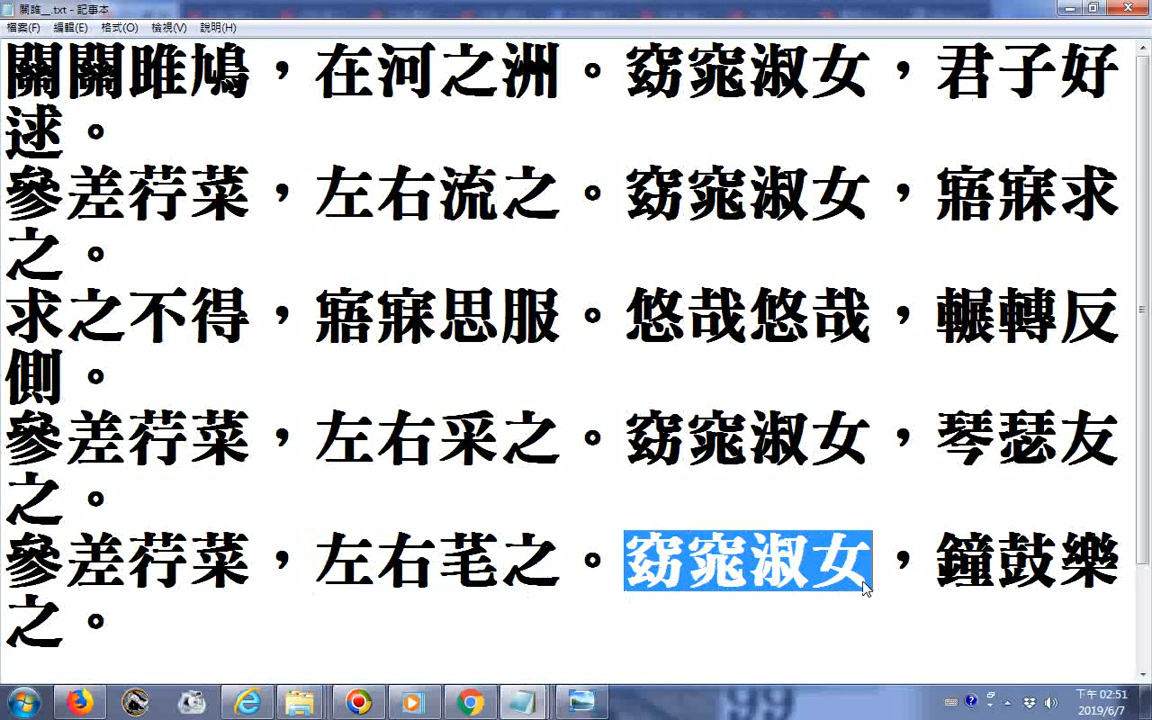 關雎__.txt - 記事本
檔案(F) 編輯(E) 格式(O) 檢視(V) 說明(H)
關關雎鳩，在河之洲。窈窕淑女，君子好
逑。
參差荇菜，左右流之。窈窕淑女，寤寐求
之。
求之不得，寤寐思服。悠哉悠哉，輾轉反
側。
參差荇菜，左右采之。窈窕淑女，琴瑟友
之。
參差荇菜，左右芼之。窈窕淑女，鐘鼓樂
之。
下午 02:51
2019/6/7